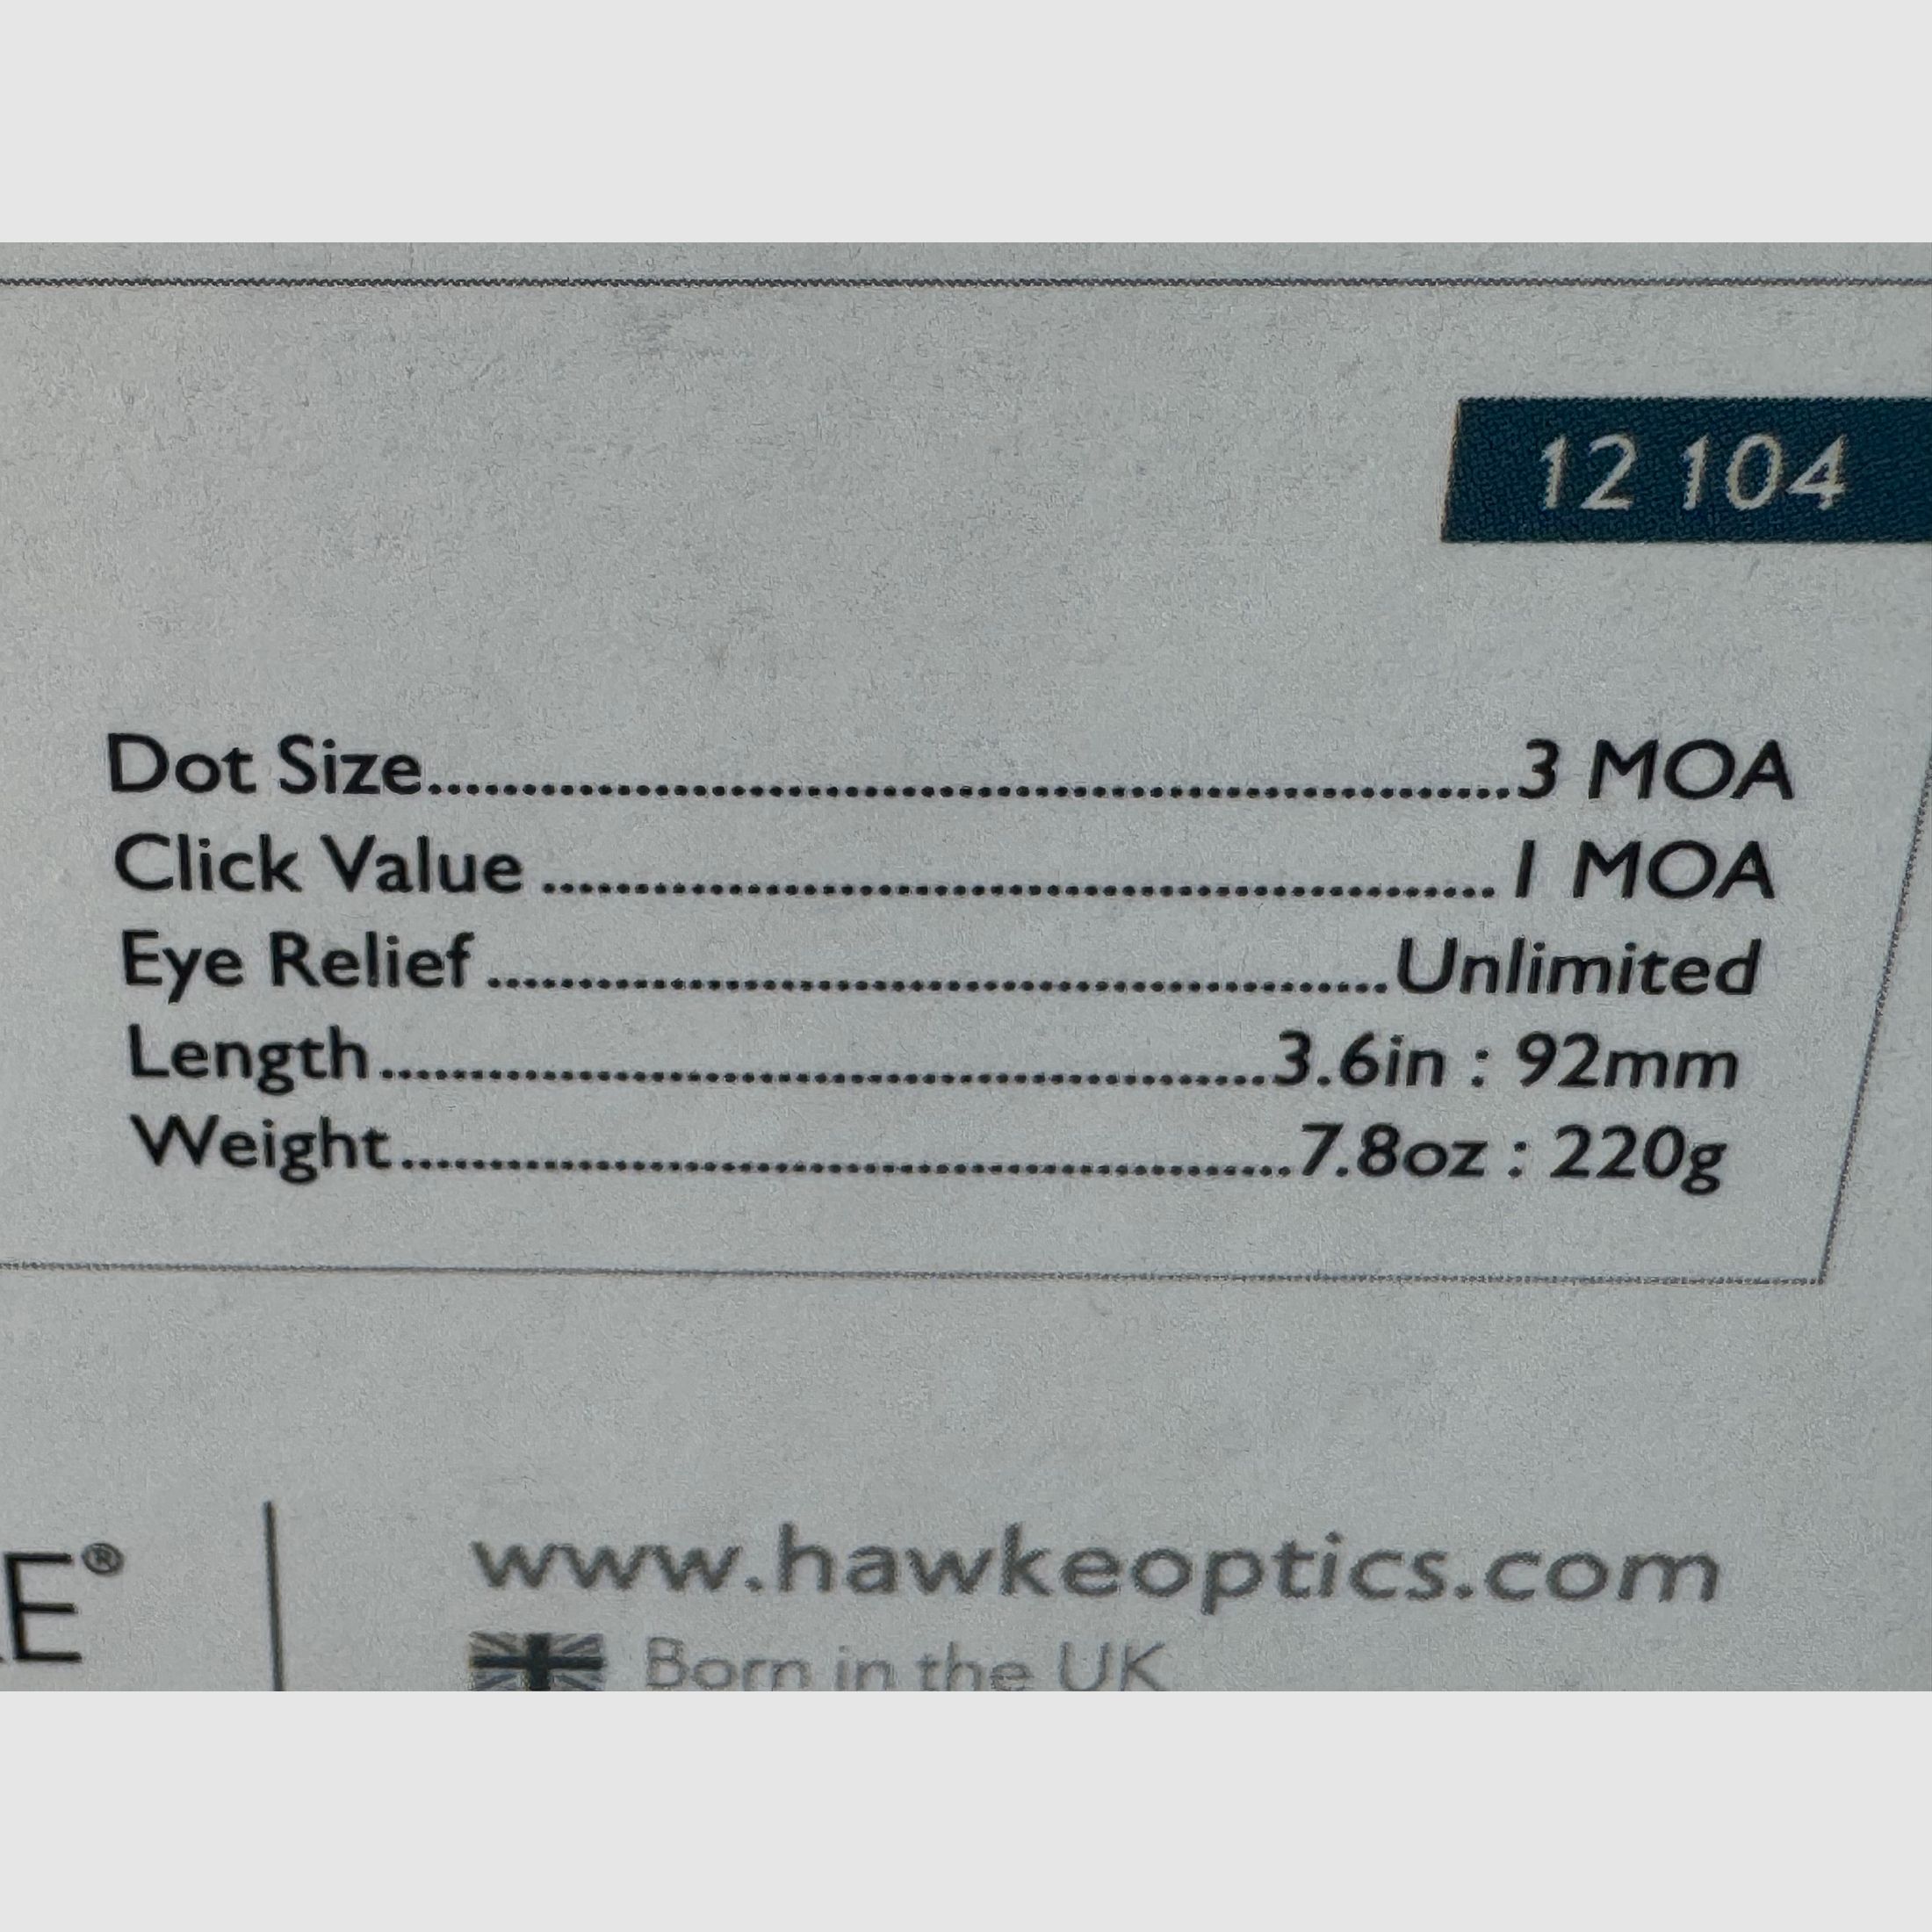 12 104
Dot Size..........................................................................................3 MOA
Click Value ................................................................................ 1 MOA
Eye Relief ...........................................................................Unlimited
Length..........................................................................3.6in : 92mm
Weight..........................................................................7.8oz : 220g
E®
www.hawkeoptics.com
Born in the UK